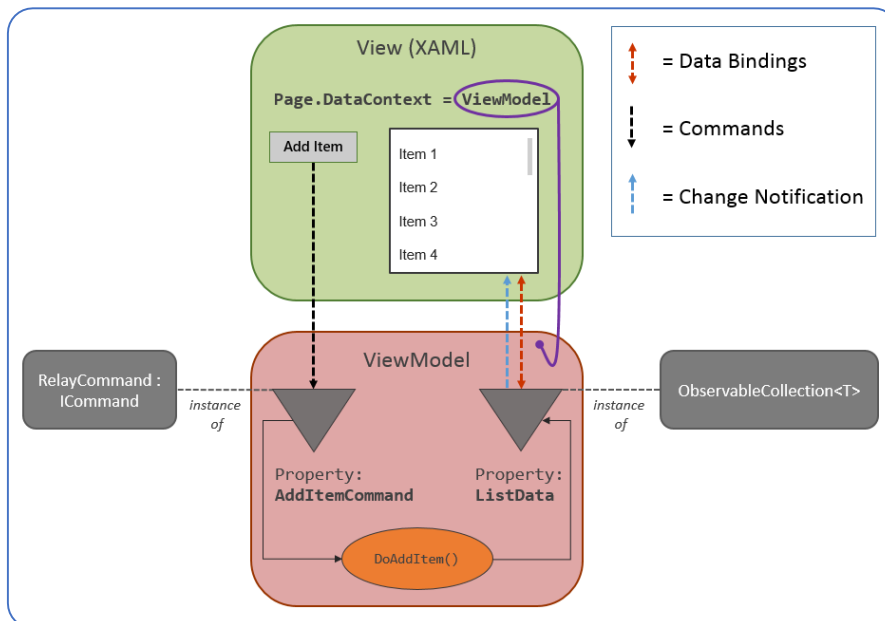 View (XAML)
Page.DataContext = ViewModel
Add Item
Item 1
Item 2
Item 3
Item 4
= Data Bindings
= Commands
= Change Notification
ViewModel
RelayCommand :
ICommand
instance
of
instance
of
ObservableCollection<T>
Property:
AddItemCommand
Property:
ListData
DoAddItem()